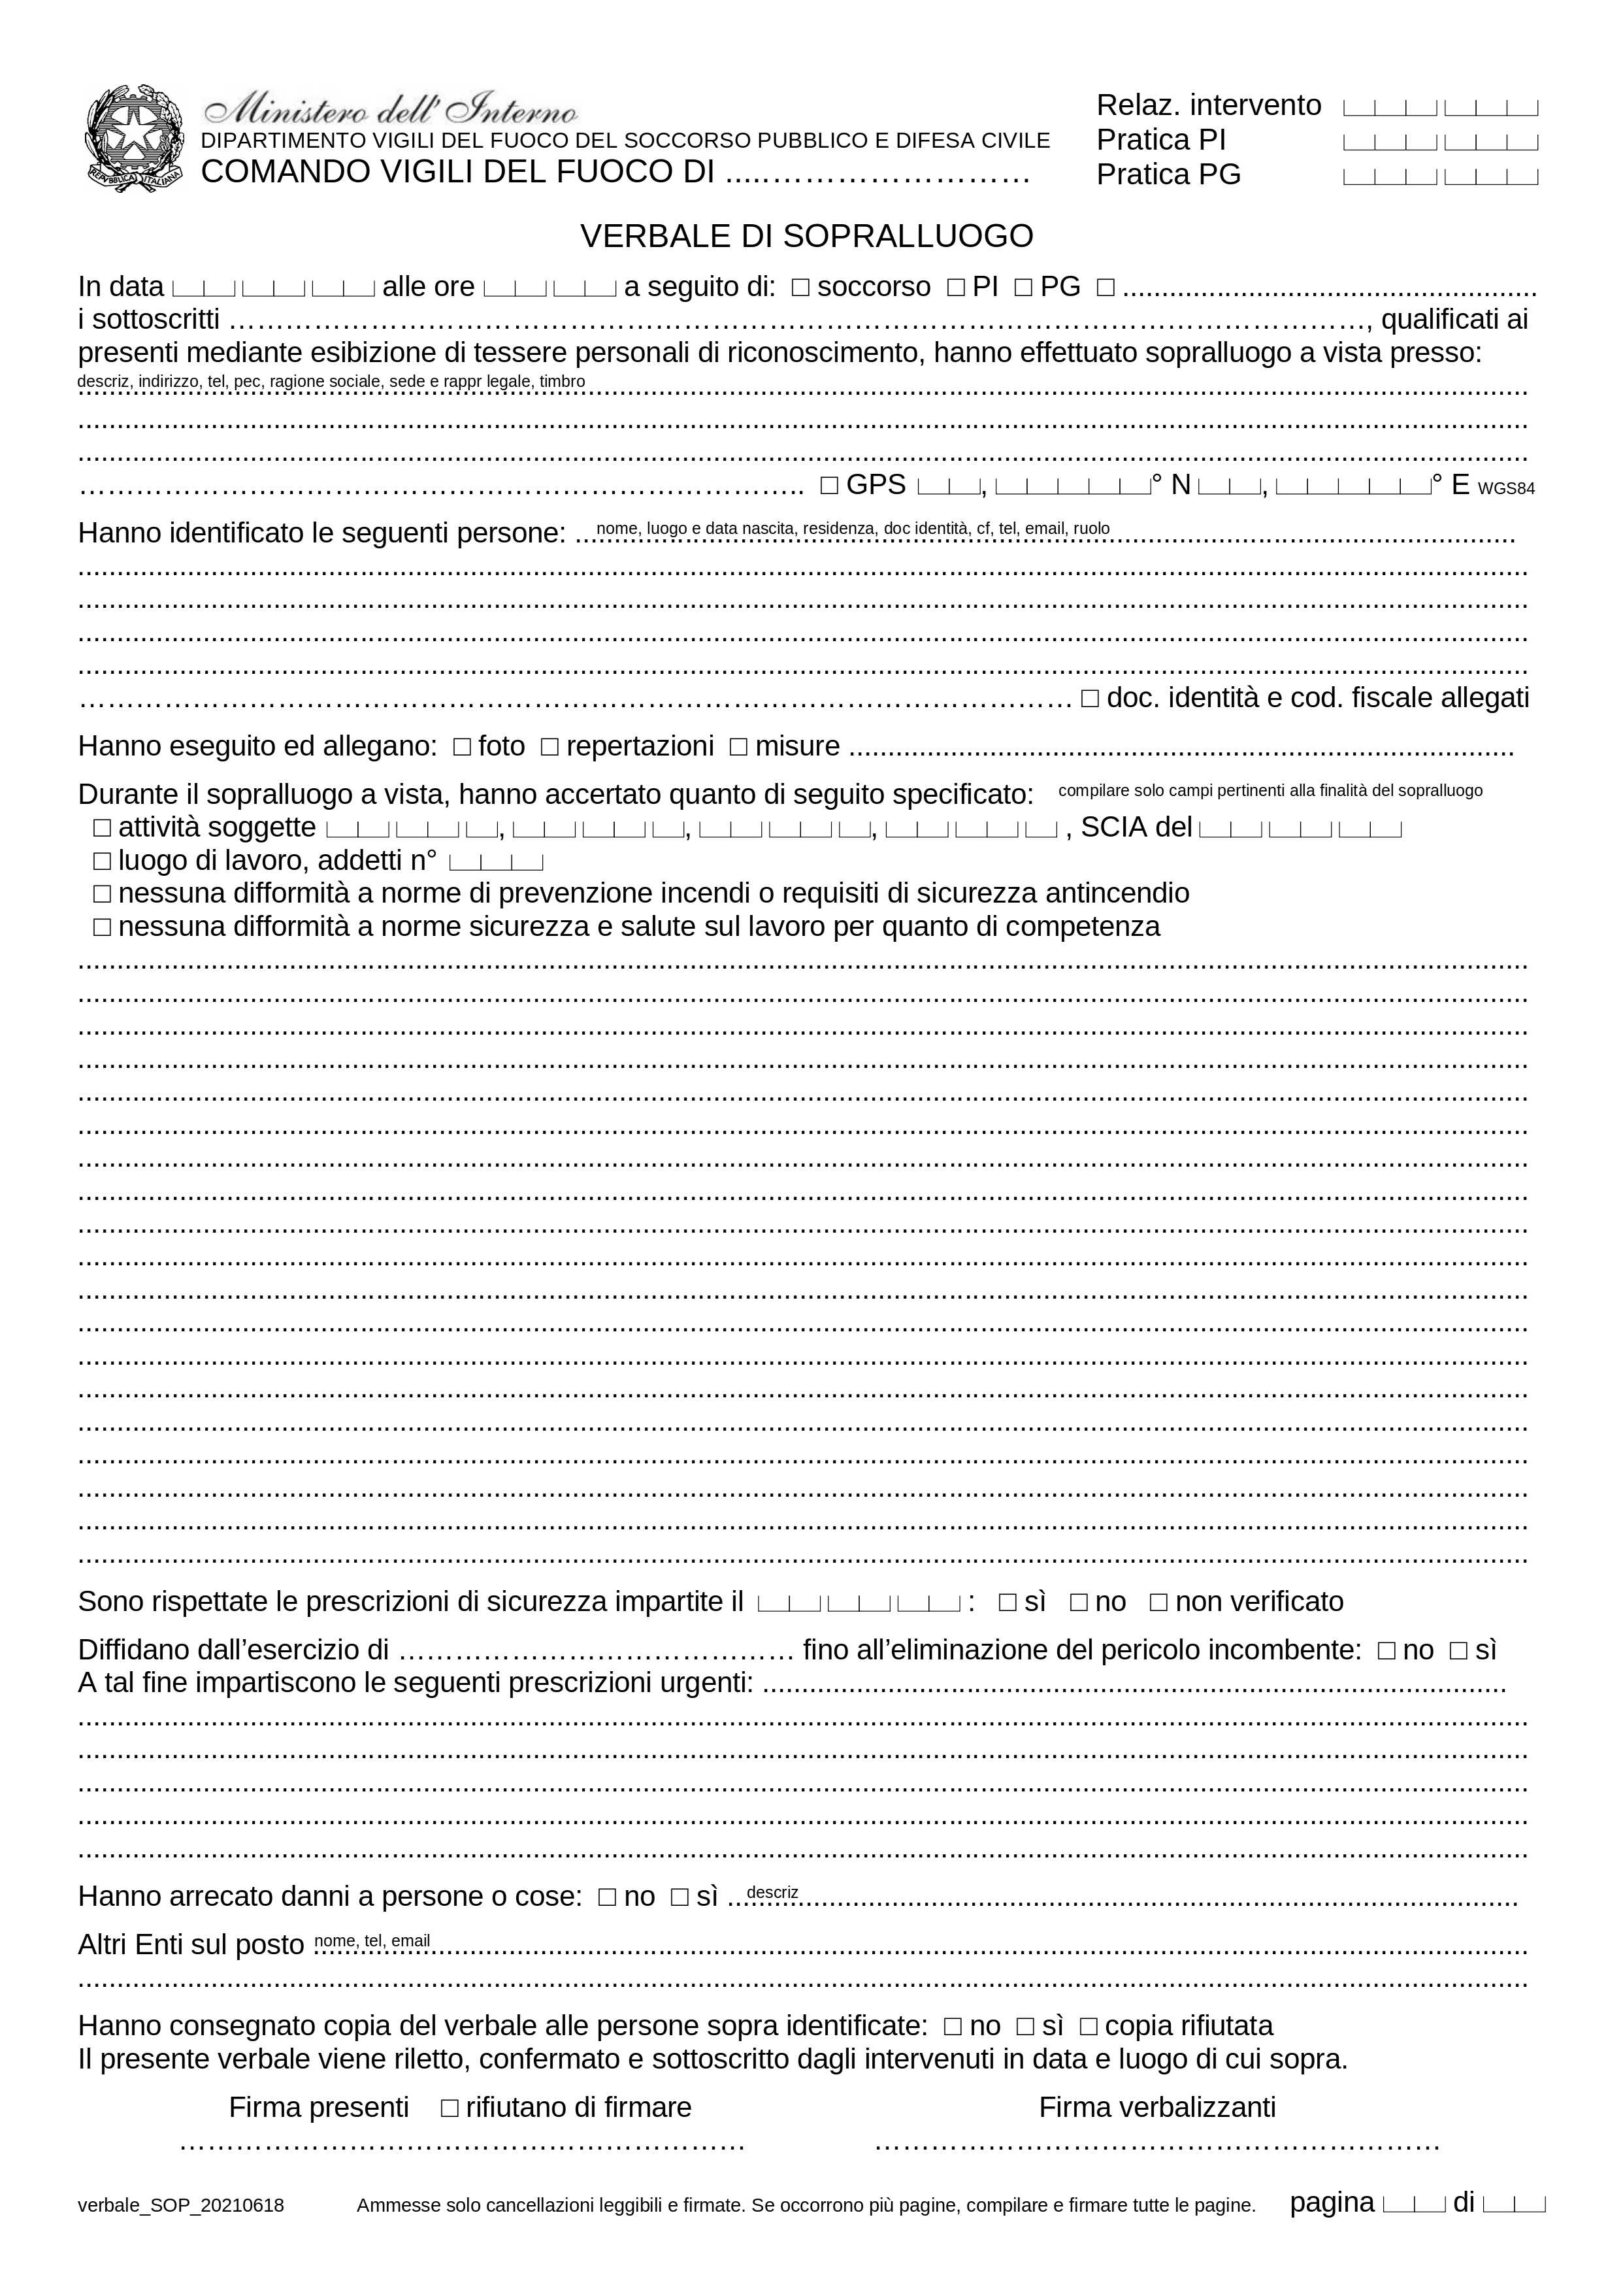 Ministero dell'Interno
DIPARTIMENTO VIGILI DEL FUOCO DEL SOCCORSO PUBBLICO E DIFESA CIVILE
COMANDO VIGILI DEL FUOCO DI .....……………………
REPVBBLICA ITALIANA
Relaz. intervento
Pratica PI
Pratica PG
VERBALE DI SOPRALLUOGO
In data alle ore a seguito di: □ soccorso □ PI □ PG □ .....................................................
i sottoscritti ……………………………………………………………………………………………………………, qualificati ai
presenti mediante esibizione di tessere personali di riconoscimento, hanno effettuato sopralluogo a vista presso:
descriz, indirizzo, tel, pec, ragione sociale, sede e rappr legale, timbro
………………………………………………………………….. □ GPS , ° N , ° E WGS84
Hanno identificato le seguenti persone: ... nome, luogo e data nascita, residenza, doc identità, cf, tel, email, ruolo
…………………………………………………………………………………………… □ doc. identità e cod. fiscale allegati
Hanno eseguito ed allegano: □ foto □ repertazioni □ misure .....................................................................................
Durante il sopralluogo a vista, hanno accertato quanto di seguito specificato: compilare solo campi pertinenti alla finalità del sopralluogo
□ attività soggette , , , , SCIA del
□ luogo di lavoro, addetti n°
□ nessuna difformità a norme di prevenzione incendi o requisiti di sicurezza antincendio
□ nessuna difformità a norme sicurezza e salute sul lavoro per quanto di competenza
Sono rispettate le prescrizioni di sicurezza impartite il : □ sì □ no □ non verificato
Diffidano dall’esercizio di …………………………………… fino all’eliminazione del pericolo incombente: □ no □ sì
A tal fine impartiscono le seguenti prescrizioni urgenti: ...............................................................................................
Hanno arrecato danni a persone o cose: □ no □ sì .. descriz
Altri Enti sul posto nome, tel, email
Hanno consegnato copia del verbale alle persone sopra identificate: □ no □ sì □ copia rifiutata
Il presente verbale viene riletto, confermato e sottoscritto dagli intervenuti in data e luogo di cui sopra.
Firma presenti □ rifiutano di firmare Firma verbalizzanti
…………………………………………………… ……………………………………………………
verbale_SOP_20210618 Ammesse solo cancellazioni leggibili e firmate. Se occorrono più pagine, compilare e firmare tutte le pagine. pagina di